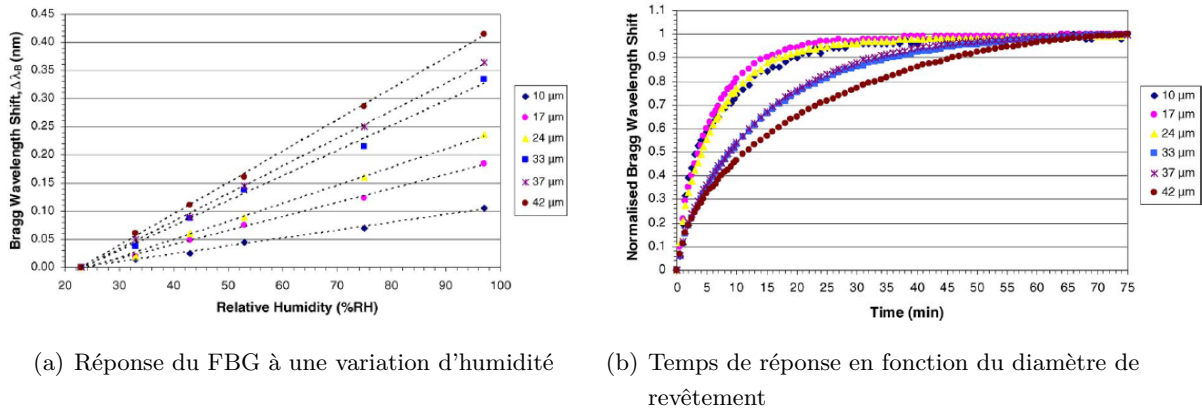 0.45
0.40
0.35
0.30
0.25
0.20
0.15
0.10
0.05
0.00
Bragg Wavelength Shift, ΔλB (nm)
20 30 40 50 60 70 80 90 100
Relative Humidity (%RH)
10 µm
17 µm
24 µm
33 µm
37 µm
42 µm
(a) Réponse du FBG à une variation d'humidité
1.1
1
0.9
0.8
0.7
0.6
0.5
0.4
0.3
0.2
0.1
0
Normalised Bragg Wavelength Shift
0 5 10 15 20 25 30 35 40 45 50 55 60 65 70 75
Time (min)
10 µm
17 µm
24 µm
33 µm
37 µm
42 µm
(b) Temps de réponse en fonction du diamètre de
revêtement